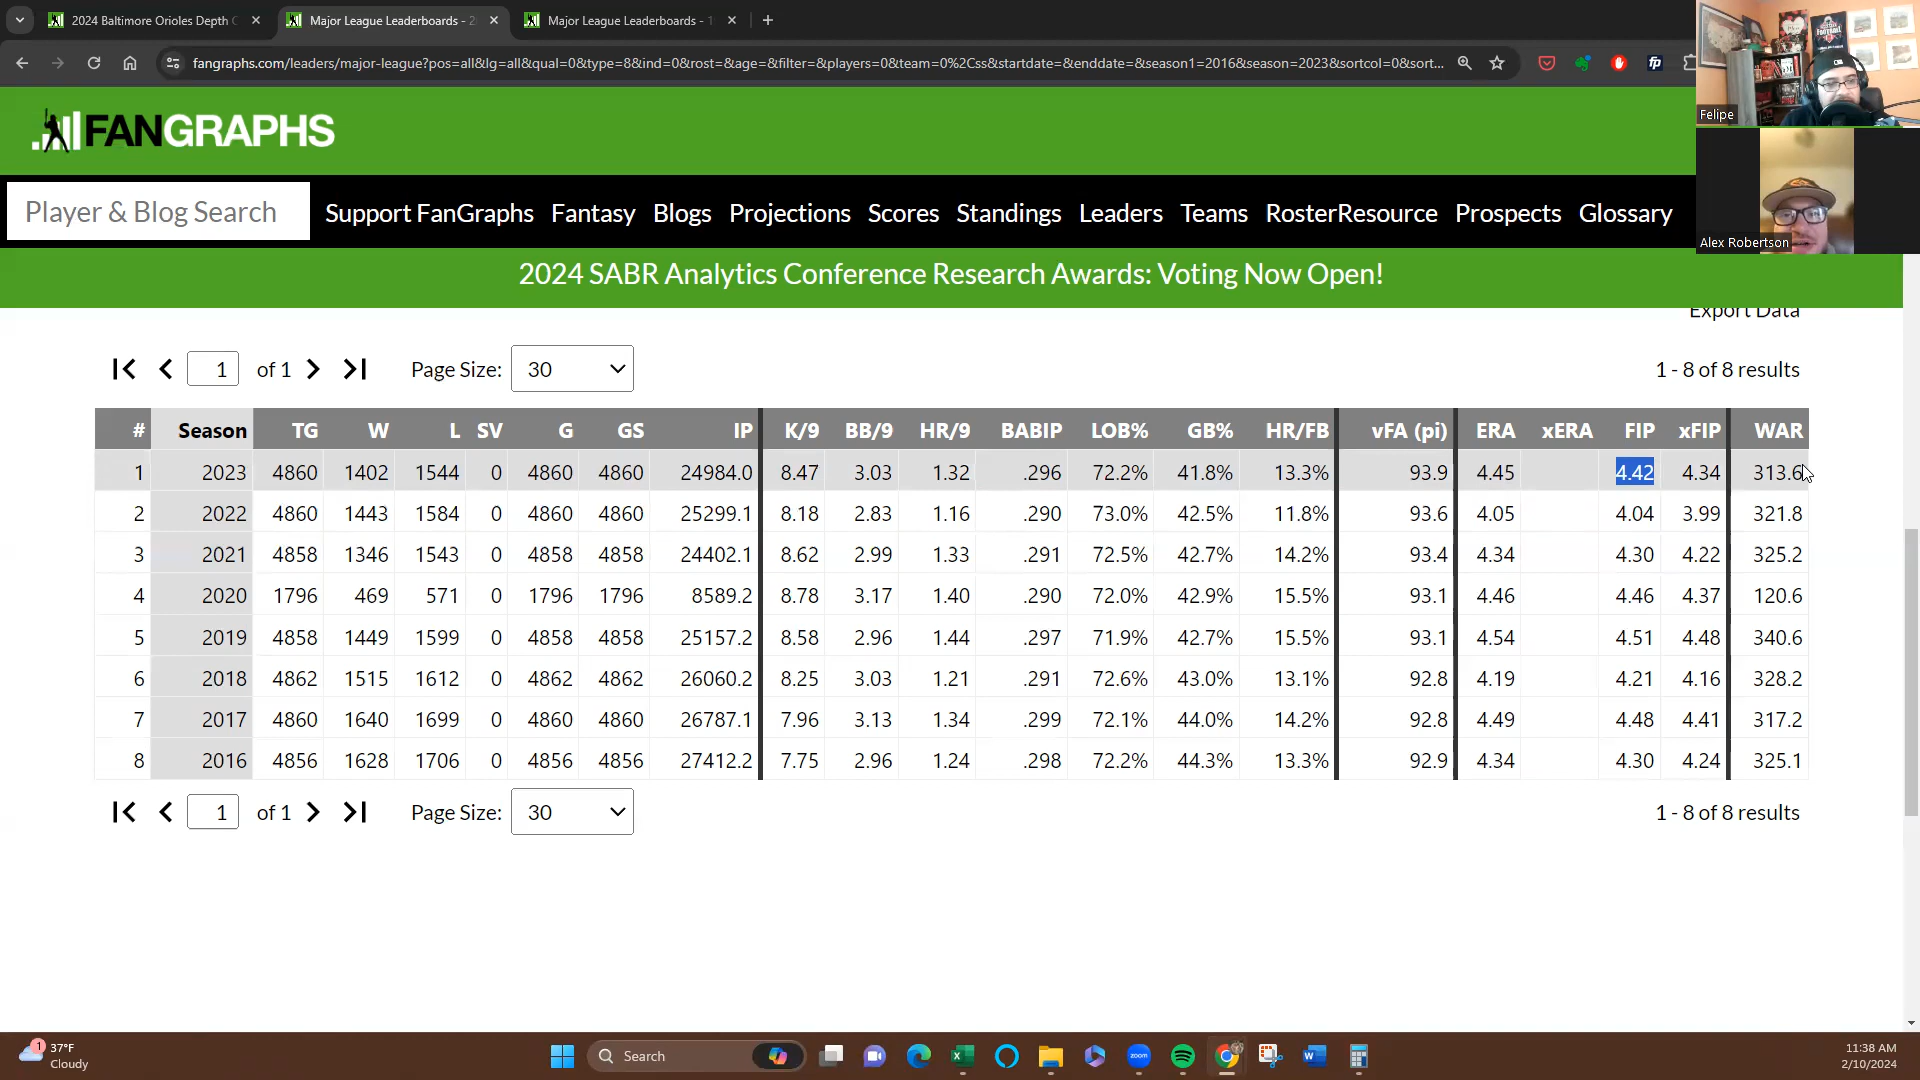 2024 Baltimore Orioles Depth C
Major League Leaderboards - 2
Major League Leaderboards - 1
fangraphs.com/leaders/major-league?pos=all&lg=all&qual=0&type=8&ind=0&rost=&age=&filter=&players=0&team=0%2Css&startdate=&enddate=&season1=2016&season=2023&sortcol=0&sort...
Felipe
Alex Robertson
FANGRAPHS
Player & Blog Search
Support FanGraphs Fantasy Blogs Projections Scores Standings Leaders Teams RosterResource Prospects Glossary
2024 SABR Analytics Conference Research Awards: Voting Now Open!
Export Data
1 of 1 Page Size: 30 1 - 8 of 8 results
# Season TG W L SV G GS IP K/9 BB/9 HR/9 BABIP LOB% GB% HR/FB vFA (pi) ERA xERA FIP xFIP WAR
1 2023 4860 1402 1544 0 4860 4860 24984.0 8.47 3.03 1.32 .296 72.2% 41.8% 13.3% 93.9 4.45 4.42 4.34 313.6
2 2022 4860 1443 1584 0 4860 4860 25299.1 8.18 2.83 1.16 .290 73.0% 42.5% 11.8% 93.6 4.05 4.04 3.99 321.8
3 2021 4858 1346 1543 0 4858 4858 24402.1 8.62 2.99 1.33 .291 72.5% 42.7% 14.2% 93.4 4.34 4.30 4.22 325.2
4 2020 1796 469 571 0 1796 1796 8589.2 8.78 3.17 1.40 .290 72.0% 42.9% 15.5% 93.1 4.46 4.46 4.37 120.6
5 2019 4858 1449 1599 0 4858 4858 25157.2 8.58 2.96 1.44 .297 71.9% 42.7% 15.5% 93.1 4.54 4.51 4.48 340.6
6 2018 4862 1515 1612 0 4862 4862 26060.2 8.25 3.03 1.21 .291 72.6% 43.0% 13.1% 92.8 4.19 4.21 4.16 328.2
7 2017 4860 1640 1699 0 4860 4860 26787.1 7.96 3.13 1.34 .299 72.1% 44.0% 14.2% 92.8 4.49 4.48 4.41 317.2
8 2016 4856 1628 1706 0 4856 4856 27412.2 7.75 2.96 1.24 .298 72.2% 44.3% 13.3% 92.9 4.34 4.30 4.24 325.1
1 of 1 Page Size: 30 1 - 8 of 8 results
1
37°F
Cloudy
Search
zoom
11:38 AM
2/10/2024